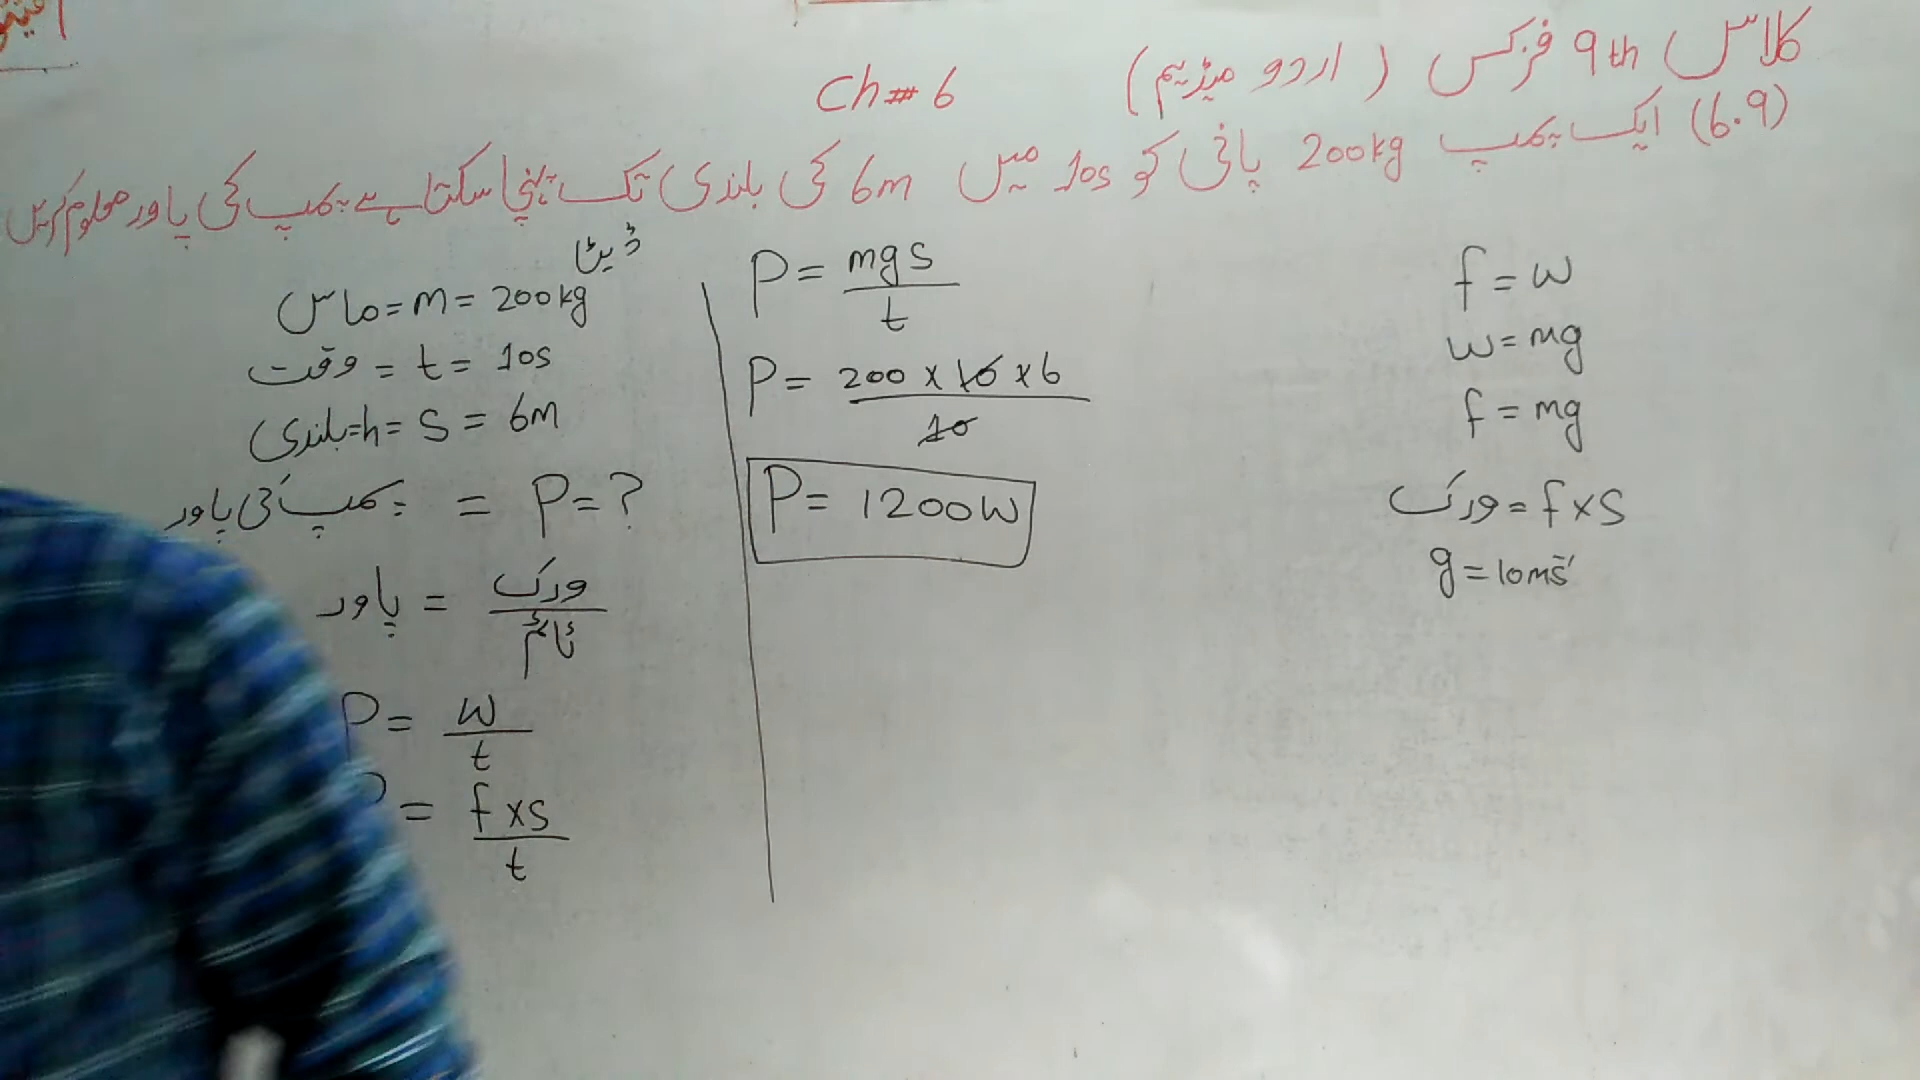 کلاس 9th فزکس ( اردو میڈیم) Ch# 6
(6.9) ایک پمپ 200kg پانی کو 10s میں 6m کی بلندی تک پہنچا سکتا ہے پمپ کی پاور معلوم کریں
ڈیٹا
ماس = m = 200kg
وقت = t = 10s
بلندی = h = S = 6m
پمپ کی پاور = P = ?
پاور = ورک / ٹائم
P = w / t
P = f x s / t
P = mgs / t
P = 200 x 10 x 6 / 10
P = 1200w
f = w
w = mg
f = mg
ورک = f x s
g = 10ms⁻¹